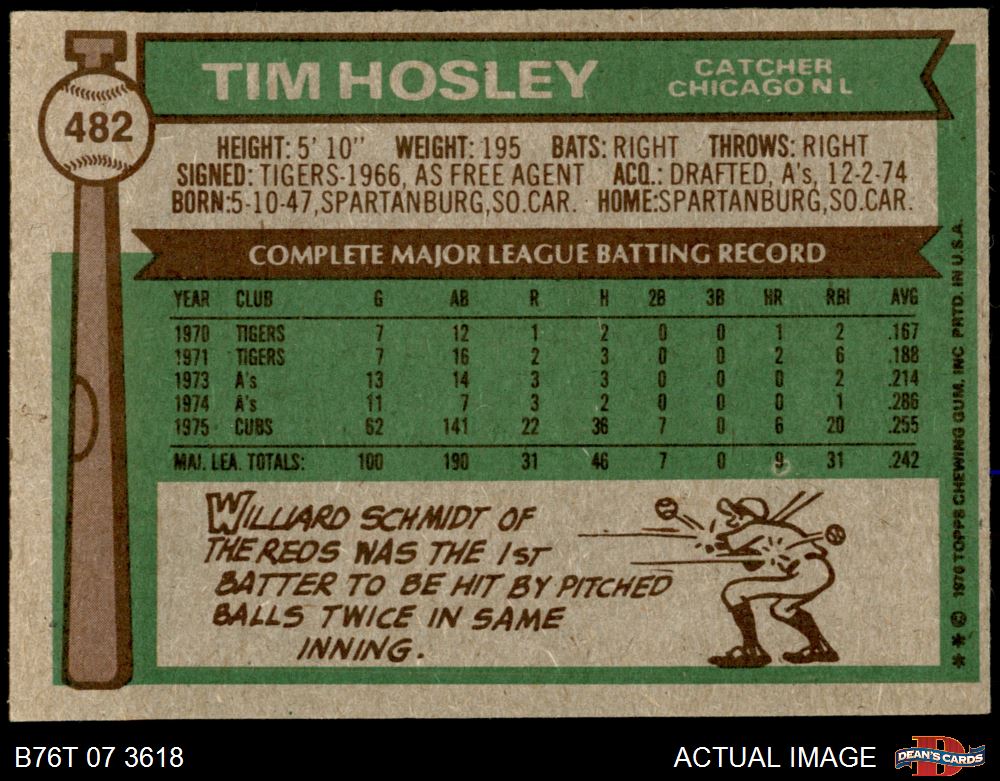 482
TIM HOSLEY
CATCHER
CHICAGO N L
HEIGHT: 5' 10" WEIGHT: 195 BATS: RIGHT THROWS: RIGHT
SIGNED: TIGERS-1966, AS FREE AGENT ACQ.: DRAFTED, A's, 12-2-74
BORN:5-10-47,SPARTANBURG,SO.CAR. HOME:SPARTANBURG,SO.CAR.
COMPLETE MAJOR LEAGUE BATTING RECORD
YEAR CLUB G AB R H 2B 3B HR RBI AVG
1970 TIGERS 7 12 1 2 0 0 1 2 .167
1971 TIGERS 7 16 2 3 0 0 2 6 .188
1973 A's 13 14 3 3 0 0 0 2 .214
1974 A's 11 7 3 2 0 0 0 1 .286
1975 CUBS 62 141 22 36 7 0 6 20 .255
MAJ. LEA. TOTALS: 100 190 31 46 7 0 9 31 .242
WILLIARD SCHMIDT OF
THE REDS WAS THE 1ST
BATTER TO BE HIT BY PITCHED
BALLS TWICE IN SAME
INNING.
* * © 1976 TOPPS CHEWING GUM, INC PRTD. IN U.S.A.
B76T 07 3618
ACTUAL IMAGE
D
DEAN'S CARDS